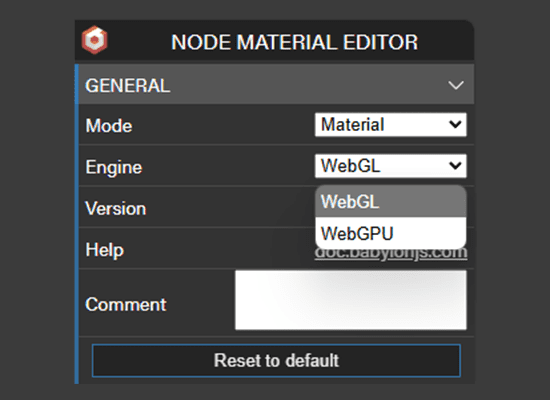 NODE MATERIAL EDITOR
GENERAL
Mode Material
Engine WebGL
WebGL
Version
WebGPU
Help doc.babylonjs.com
Comment
Reset to default